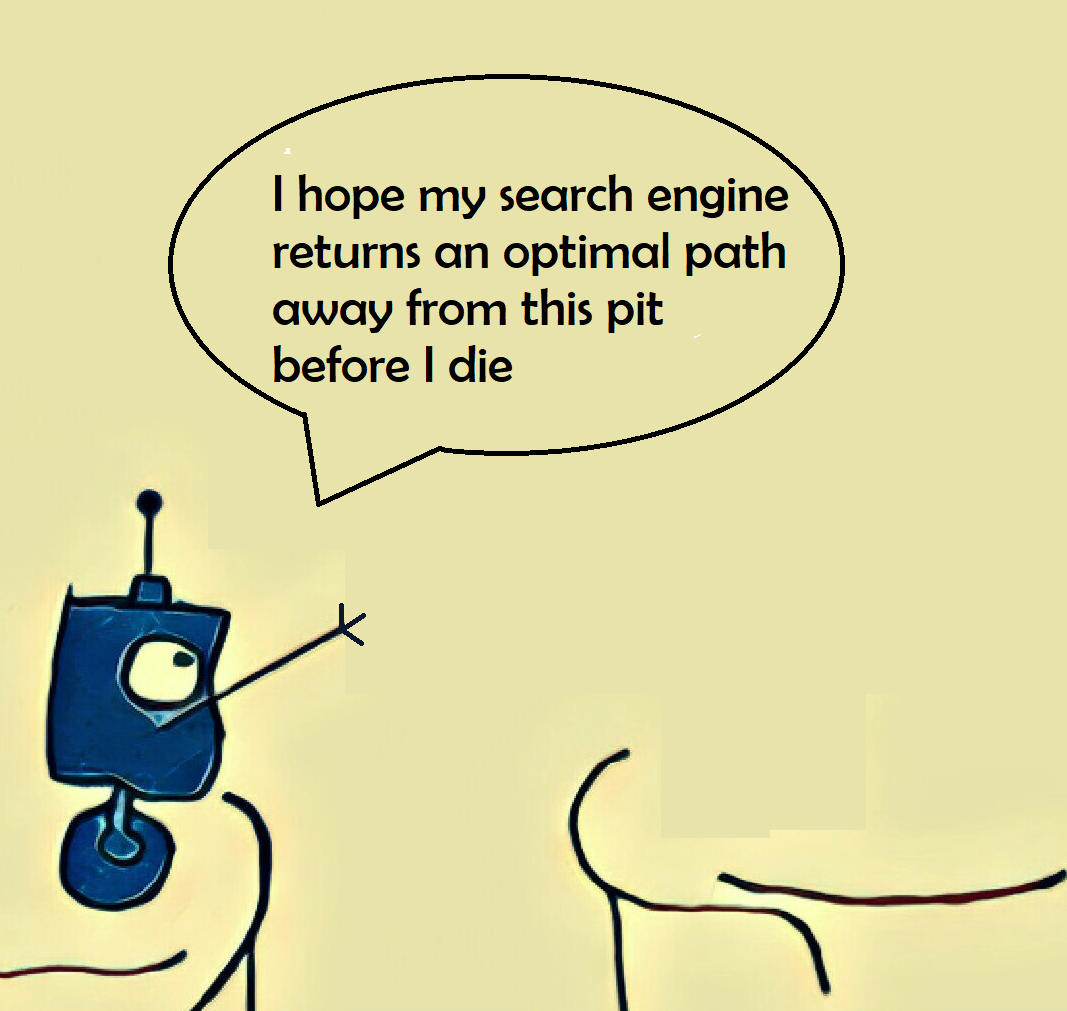 I hope my search engine
returns an optimal path
away from this pit
before I die